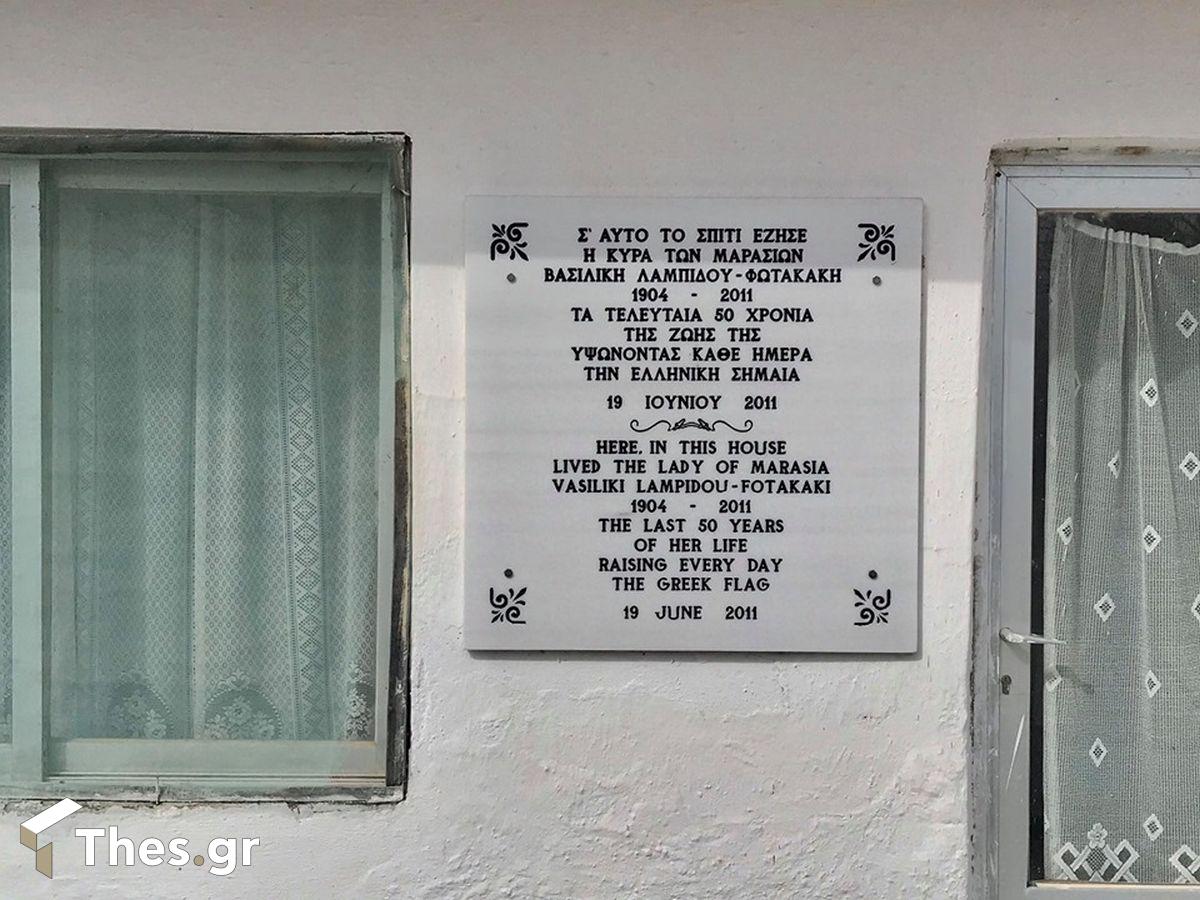 Σ' ΑΥΤΟ ΤΟ ΣΠΙΤΙ ΕΖΗΣΕ
Η ΚΥΡΑ ΤΩΝ ΜΑΡΑΣΙΩΝ
ΒΑΣΙΛΙΚΗ ΛΑΜΠΙΔΟΥ-ΦΩΤΑΚΑΚΗ
1904 - 2011
ΤΑ ΤΕΛΕΥΤΑΙΑ 50 ΧΡΟΝΙΑ
ΤΗΣ ΖΩΗΣ ΤΗΣ
ΥΨΩΝΟΝΤΑΣ ΚΑΘΕ ΗΜΕΡΑ
ΤΗΝ ΕΛΛΗΝΙΚΗ ΣΗΜΑΙΑ
19 ΙΟΥΝΙΟΥ 2011
HERE, IN THIS HOUSE
LIVED THE LADY OF MARASIA
VASILIKI LAMPIDOU-FOTAKAKI
1904 - 2011
THE LAST 50 YEARS
OF HER LIFE
RAISING EVERY DAY
THE GREEK FLAG
19 JUNE 2011
Thes.gr